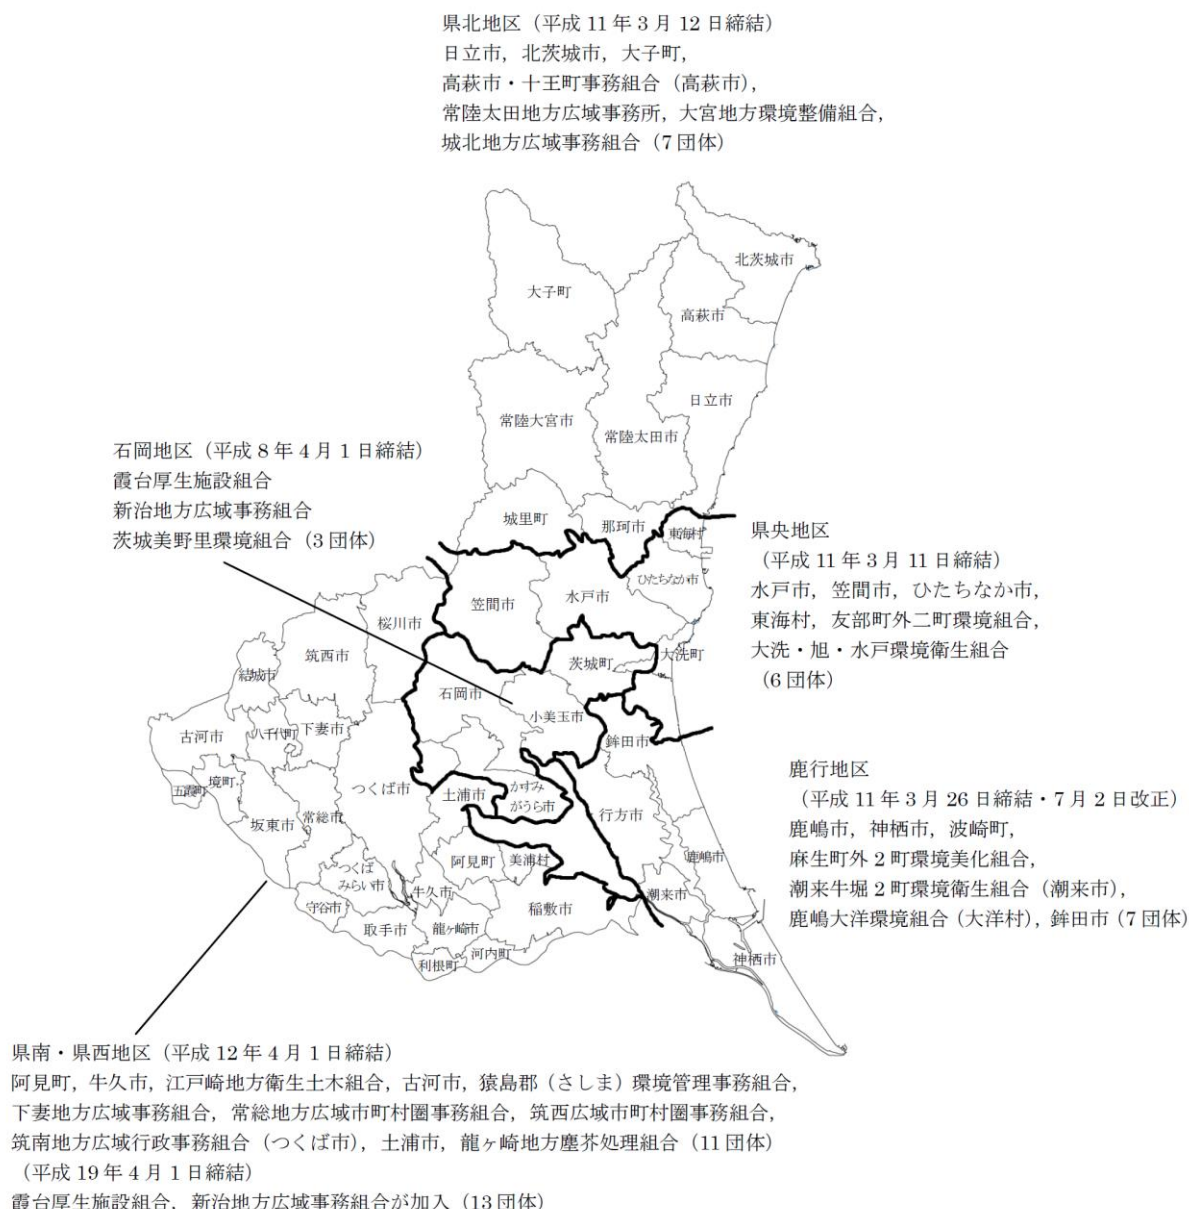 県北地区（平成 11 年 3 月 12 日締結）
日立市，北茨城市，大子町，
高萩市・十王町事務組合（高萩市），
常陸太田地方広域事務所，大宮地方環境整備組合，
城北地方広域事務組合（7 団体）
北茨城市
大子町
高萩市
日立市
常陸大宮市
常陸太田市
石岡地区（平成 8 年 4 月 1 日締結）
霞台厚生施設組合
新治地方広域事務組合
茨城美野里環境組合（3 団体）
城里町
那珂市
東海村
県央地区
（平成 11 年 3 月 11 日締結）
水戸市，笠間市，ひたちなか市，
東海村，友部町外二町環境組合，
大洗・旭・水戸環境衛生組合
（6 団体）
ひたちなか市
笠間市
水戸市
桜川市
筑西市
茨城町
大洗町
結城市
石岡市
小美玉市
古河市
八千代町
下妻市
鉾田市
五霞町
境町
つくば市
土浦市
かすみ
がうら市
行方市
坂東市
常総市
鹿行地区
（平成 11 年 3 月 26 日締結・7 月 2 日改正）
鹿嶋市，神栖市，波崎町，
麻生町外 2 町環境美化組合，
潮来牛堀 2 町環境衛生組合（潮来市），
鹿嶋大洋環境組合（大洋村），鉾田市（7 団体）
阿見町
美浦村
鹿嶋市
つくば
みらい市
牛久市
潮来市
守谷市
稲敷市
取手市
龍ヶ崎市
河内町
利根町
神栖市
県南・県西地区（平成 12 年 4 月 1 日締結）
阿見町，牛久市，江戸崎地方衛生土木組合，古河市，猿島郡（さしま）環境管理事務組合，
下妻地方広域事務組合，常総地方広域市町村圏事務組合，筑西広域市町村圏事務組合，
筑南地方広域行政事務組合（つくば市），土浦市，龍ヶ崎地方塵芥処理組合（11 団体）
（平成 19 年 4 月 1 日締結）
霞台厚生施設組合，新治地方広域事務組合が加入（13 団体）